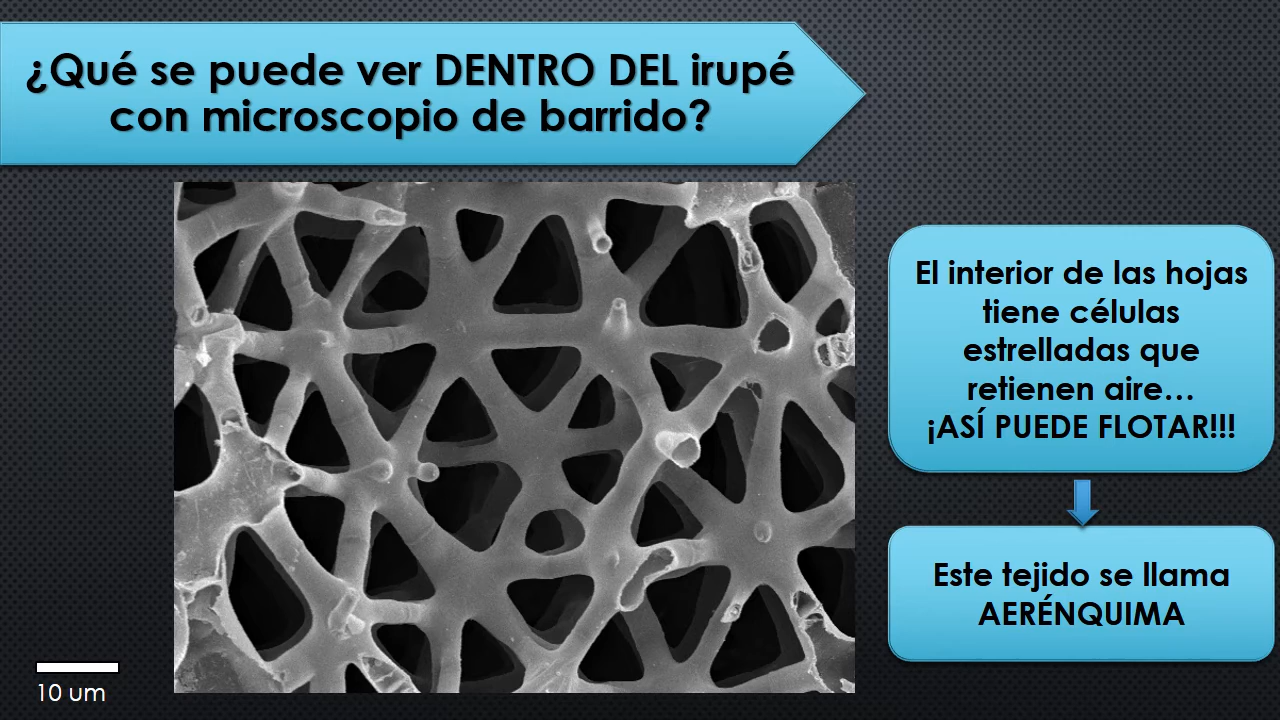 ¿Qué se puede ver DENTRO DEL irupé
con microscopio de barrido?
El interior de las hojas
tiene células
estrelladas que
retienen aire…
¡ASÍ PUEDE FLOTAR!!!
Este tejido se llama
AERÉNQUIMA
10 um